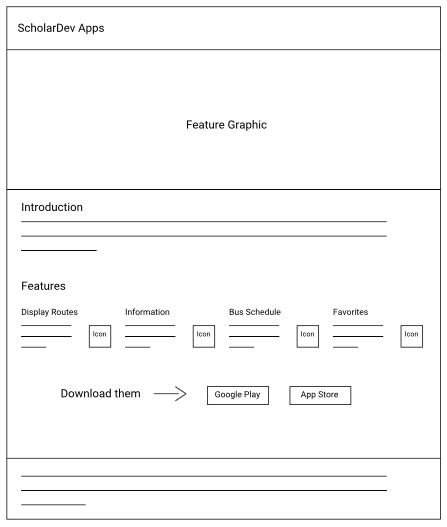 ScholarDev Apps
Feature Graphic
Introduction
Features
Display Routes
Icon
Information
Icon
Bus Schedule
Icon
Favorites
Icon
Download them
Google Play
App Store